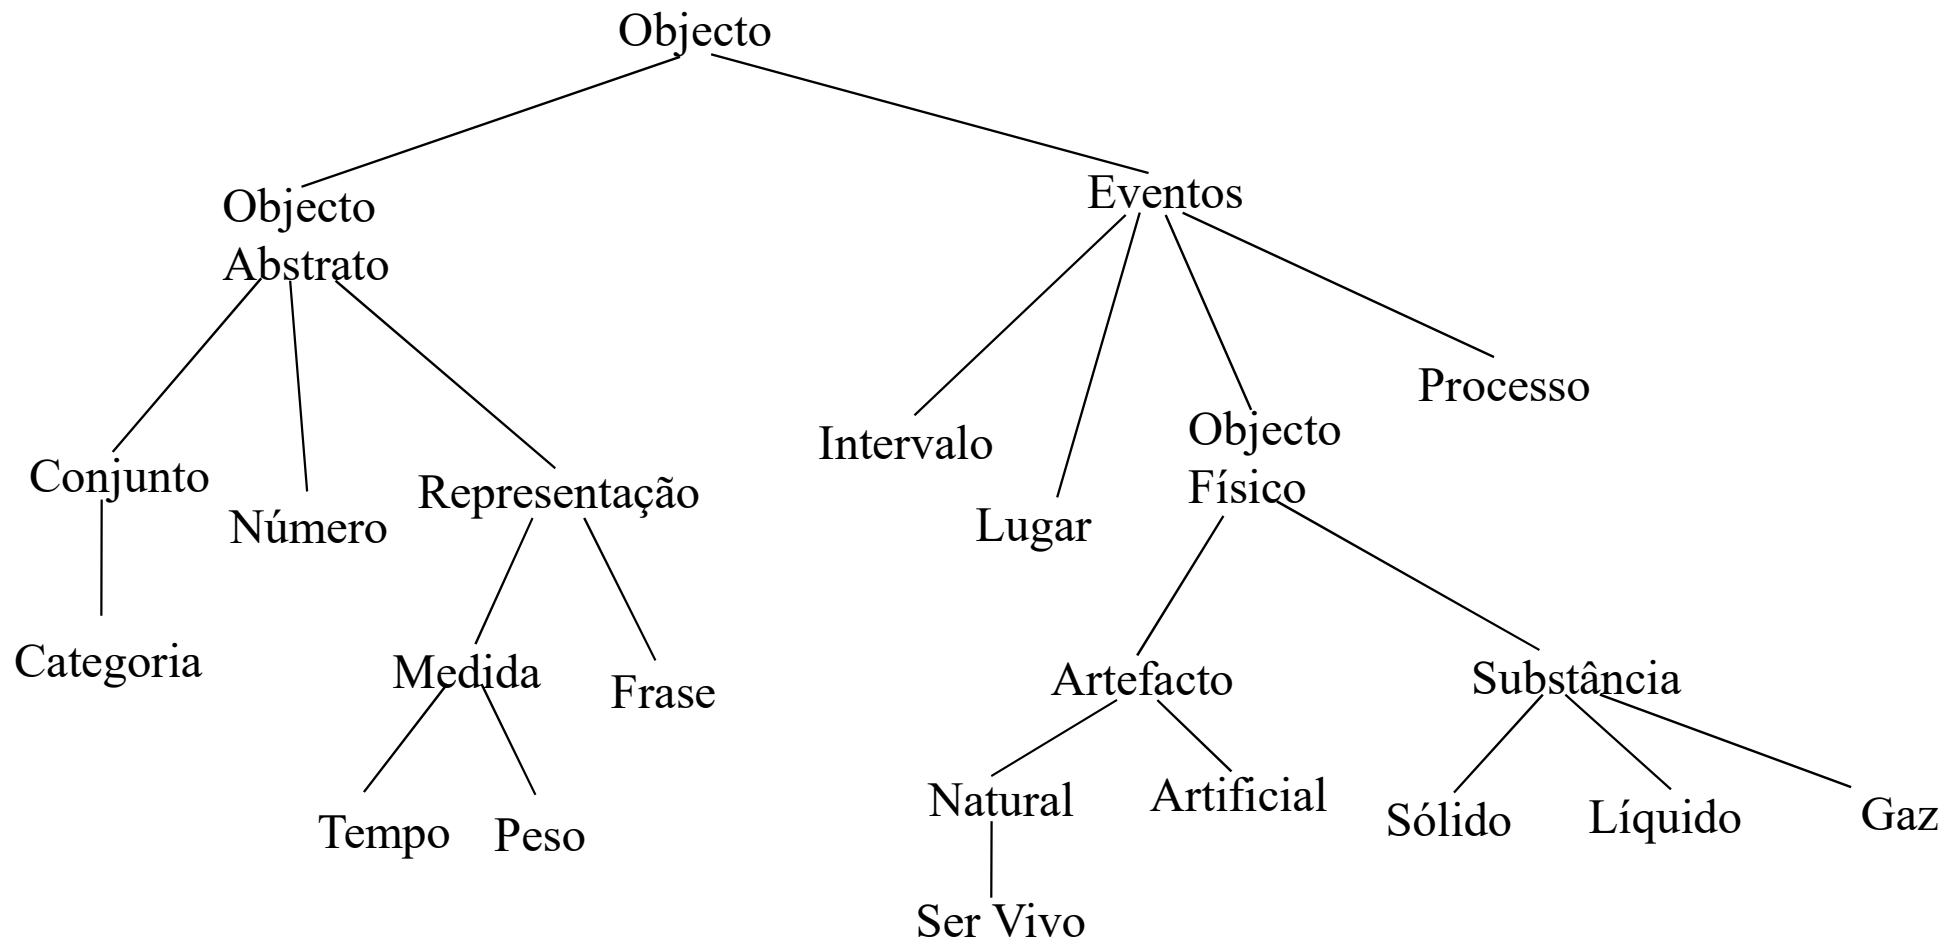 Objecto
Objecto
Abstrato
Eventos
Conjunto
Número
Representação
Intervalo
Lugar
Objecto
Físico
Processo
Categoria
Medida
Frase
Artefacto
Substância
Tempo
Peso
Natural
Artificial
Sólido
Líquido
Gaz
Ser Vivo